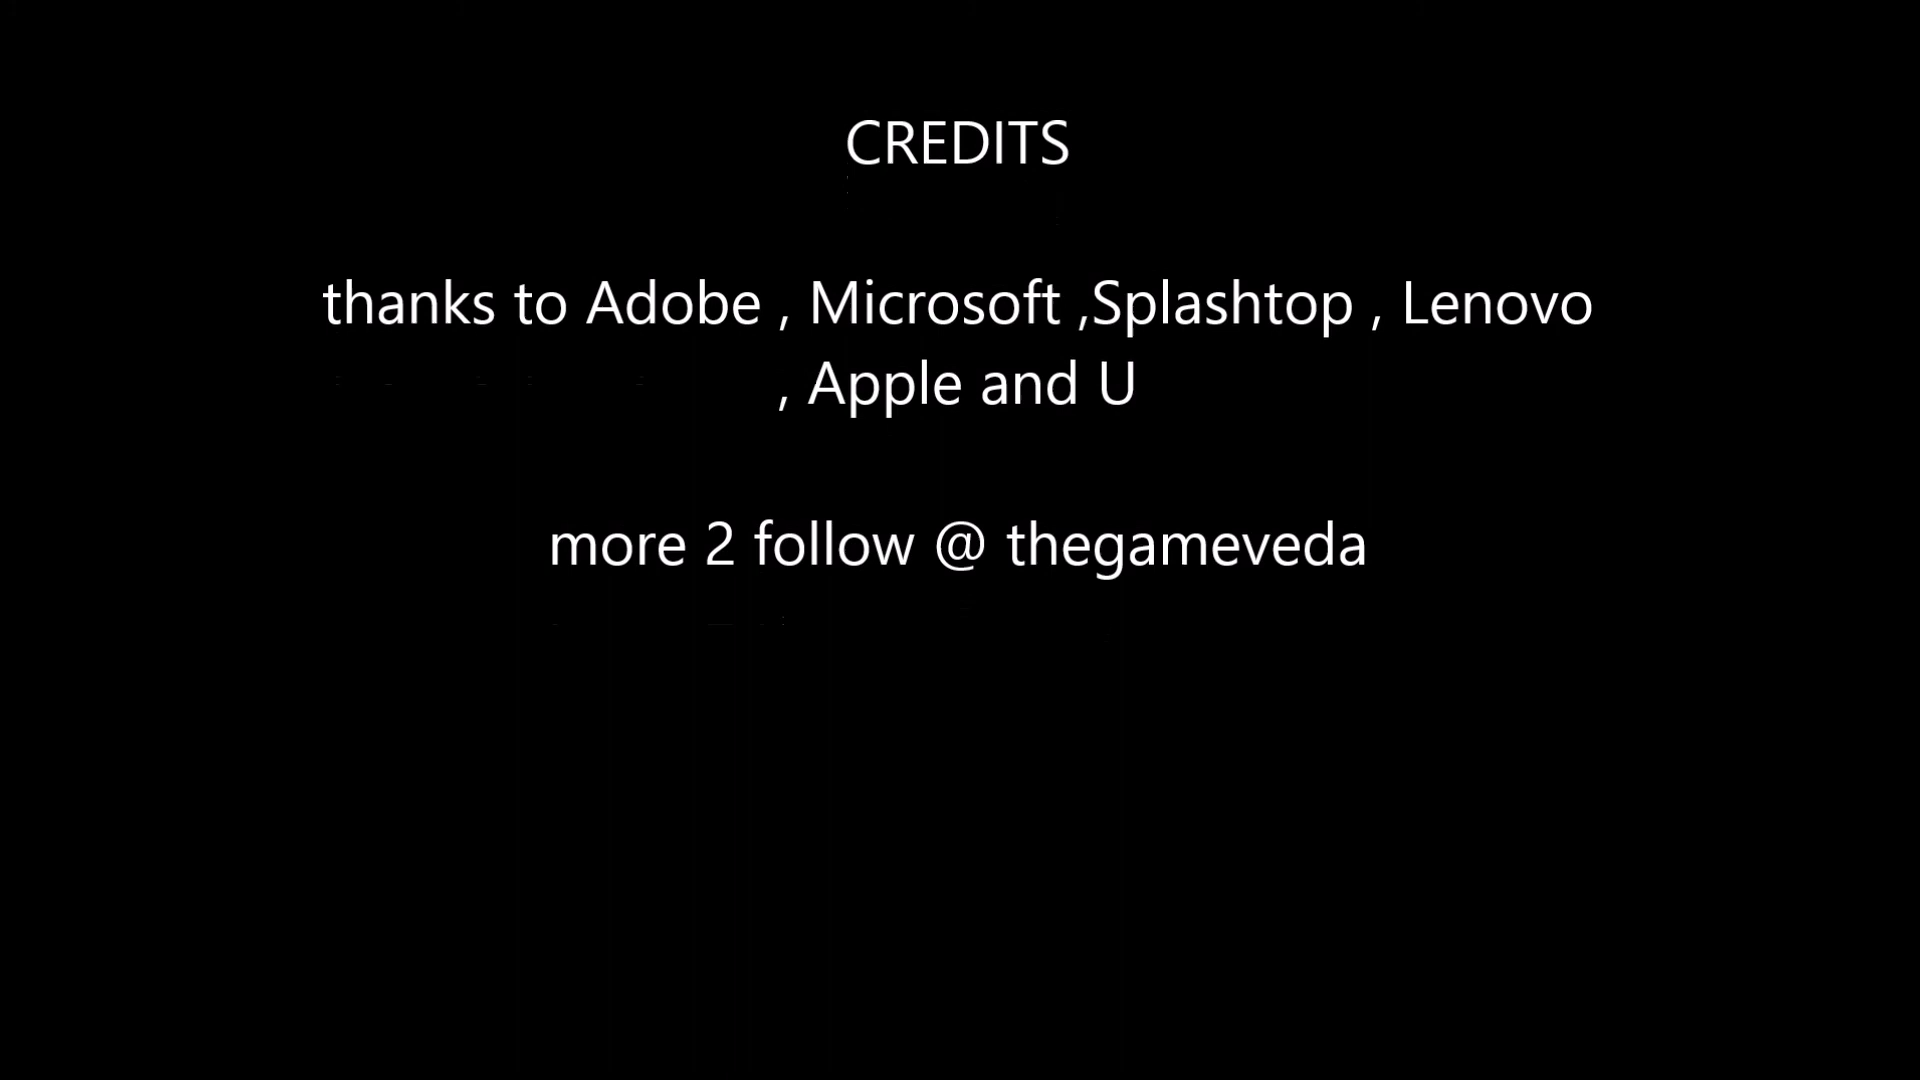 CREDITS
thanks to Adobe , Microsoft ,Splashtop , Lenovo
, Apple and U
more 2 follow @ thegameveda